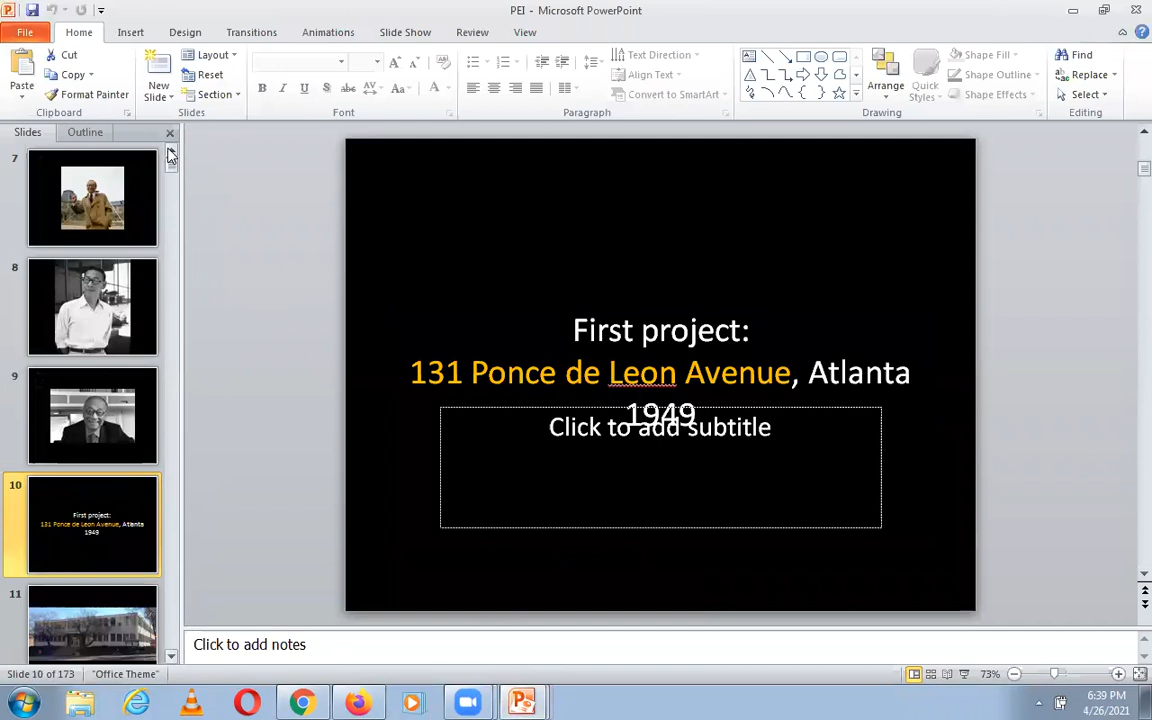 PEI - Microsoft PowerPoint
File Home Insert Design Transitions Animations Slide Show Review View
Paste
Cut
Copy
Format Painter
Clipboard
New
Slide
Layout
Reset
Section
Slides
Font
Text Direction
Align Text
Convert to SmartArt
Paragraph
Arrange
Quick
Styles
Shape Fill
Shape Outline
Shape Effects
Drawing
Find
Replace
Select
Editing
Slides Outline
7
8
9
10
First project:
131 Ponce de Leon Avenue, Atlanta
1949
11
First project:
131 Ponce de Leon Avenue, Atlanta
1949
Click to add subtitle
Click to add notes
Slide 10 of 173 "Office Theme" 73%
6:39 PM
4/26/2021